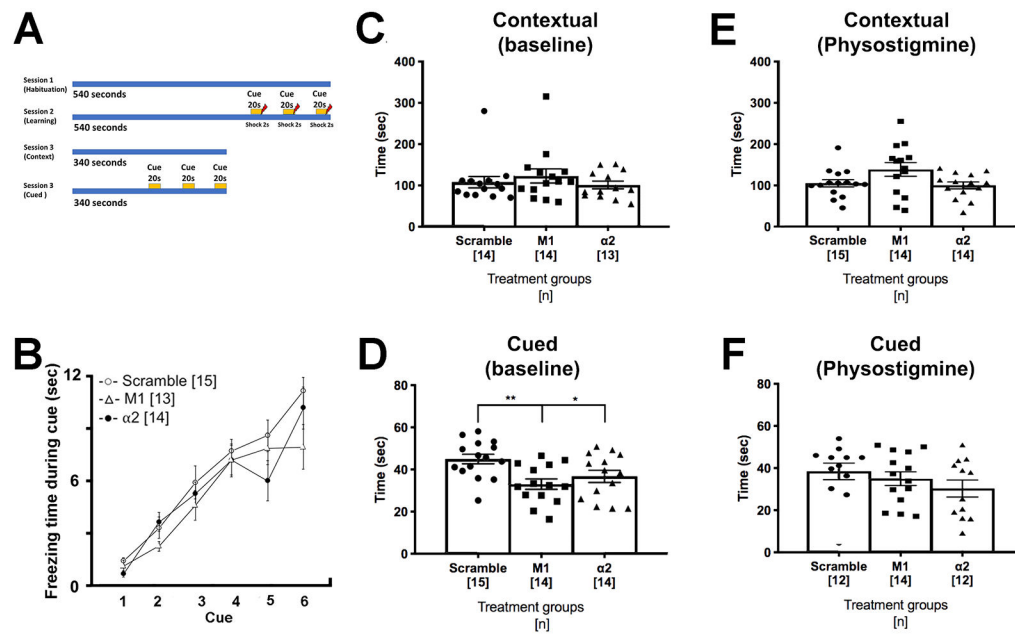 A
Session 1
(Habituation)
540 seconds
Cue Cue Cue
20s 20s 20s
Session 2
(Learning)
540 seconds
Shock 2s Shock 2s Shock 2s
Session 3
(Context)
340 seconds
Cue Cue Cue
20s 20s 20s
Session 3
(Cued )
340 seconds
B
Freezing time during cue (sec)
12
6
0
Scramble [15]
M1 [13]
α2 [14]
1 2 3 4 5 6
Cue
C
Contextual
(baseline)
Time (sec)
400
300
200
100
0
Scramble M1 α2
[14] [14] [13]
Treatment groups
[n]
D
Cued
(baseline)
Time (sec)
80
60
40
20
0
** *
Scramble M1 α2
[15] [14] [14]
Treatment groups
[n]
E
Contextual
(Physostigmine)
Time (sec)
400
300
200
100
0
Scramble M1 α2
[15] [14] [14]
Treatment groups
[n]
F
Cued
(Physostigmine)
Time (sec)
80
60
40
20
0
Scramble M1 α2
[12] [14] [12]
Treatment groups
[n]